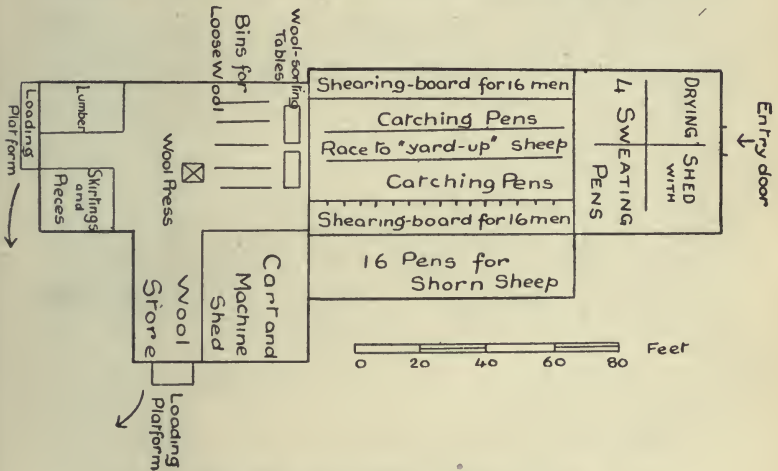 Entry door
DRYING SHED
WITH
4 SWEATING
PENS
Shearing-board for 16 men
Catching Pens
Race to "yard-up" Sheep
Catching Pens
Shearing-board for 16 men
16 Pens for
Shorn Sheep
Wool-sorting
Tables
Bins for
Loose Wool
Wool Press
Lumber
Skirtings
and
Pieces
Loading
Platform
Cart and
Machine
Shed
Wool
Store
Loading
Platform
0 20 40 60 80 Feet